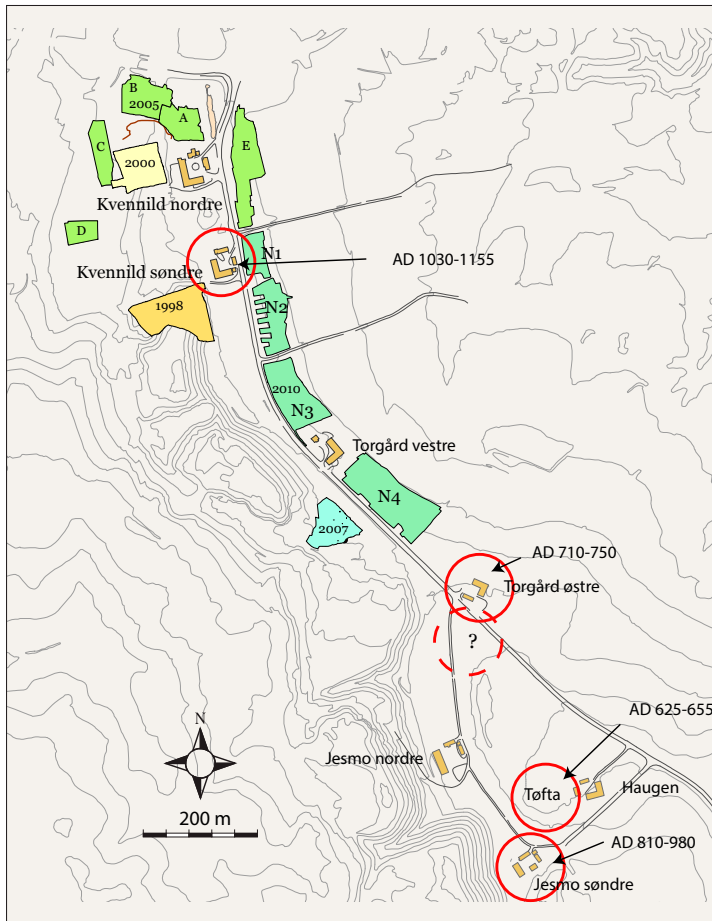 B
2005
A
C
E
2000
Kvennild nordre
D
N1
AD 1030-1155
Kvennild søndre
1998
N2
2010
N3
Torgård vestre
N4
2007
AD 710-750
Torgård østre
?
AD 625-655
N
Jesmo nordre
Tøfta
Haugen
200 m
AD 810-980
Jesmo søndre